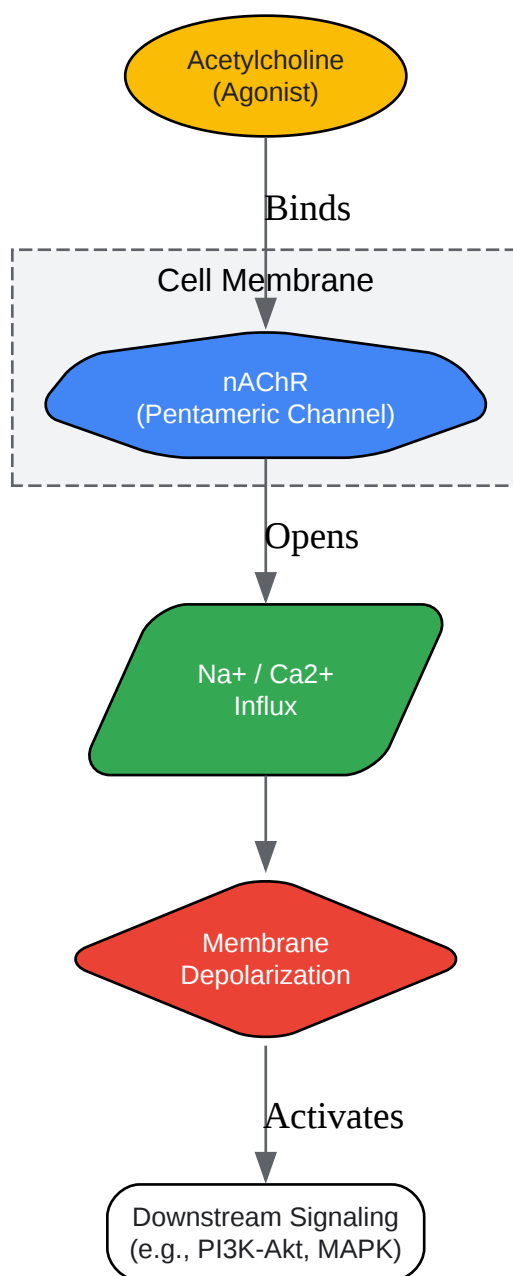 Acetylcholine
(Agonist)
Binds
Cell Membrane
nAChR
(Pentameric Channel)
Opens
Na+ / Ca2+
Influx
Membrane
Depolarization
Activates
Downstream Signaling
(e.g., PI3K-Akt, MAPK)